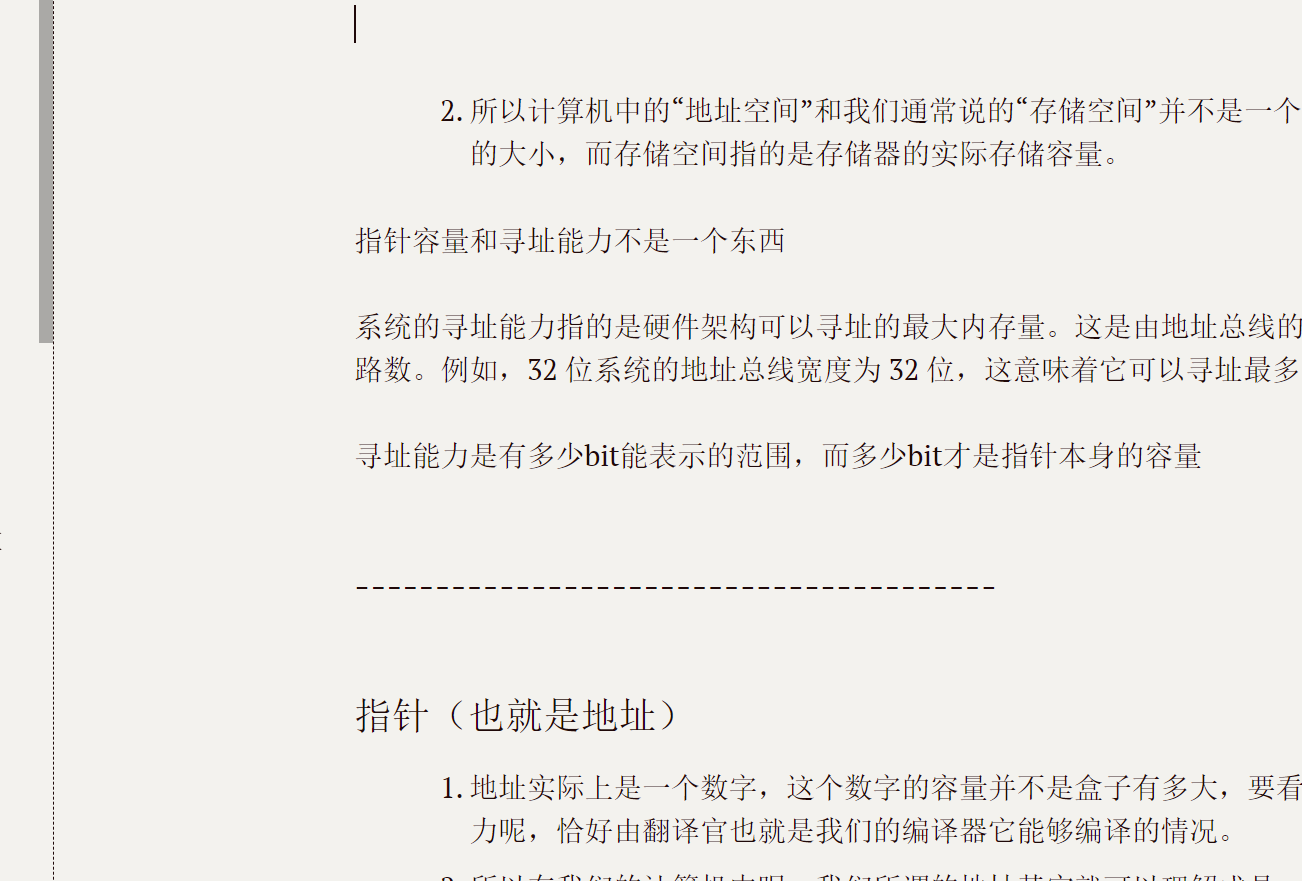 2. 所以计算机中的“地址空间”和我们通常说的“存储空间”并不是一个
的大小，而存储空间指的是存储器的实际存储容量。
指针容量和寻址能力不是一个东西
系统的寻址能力指的是硬件架构可以寻址的最大内存量。这是由地址总线的
路数。例如，32 位系统的地址总线宽度为 32 位，这意味着它可以寻址最多
寻址能力是有多少bit能表示的范围，而多少bit才是指针本身的容量
----------------------------------------
指针（也就是地址）
1. 地址实际上是一个数字，这个数字的容量并不是盒子有多大，要看
力呢，恰好由翻译官也就是我们的编译器它能够编译的情况。